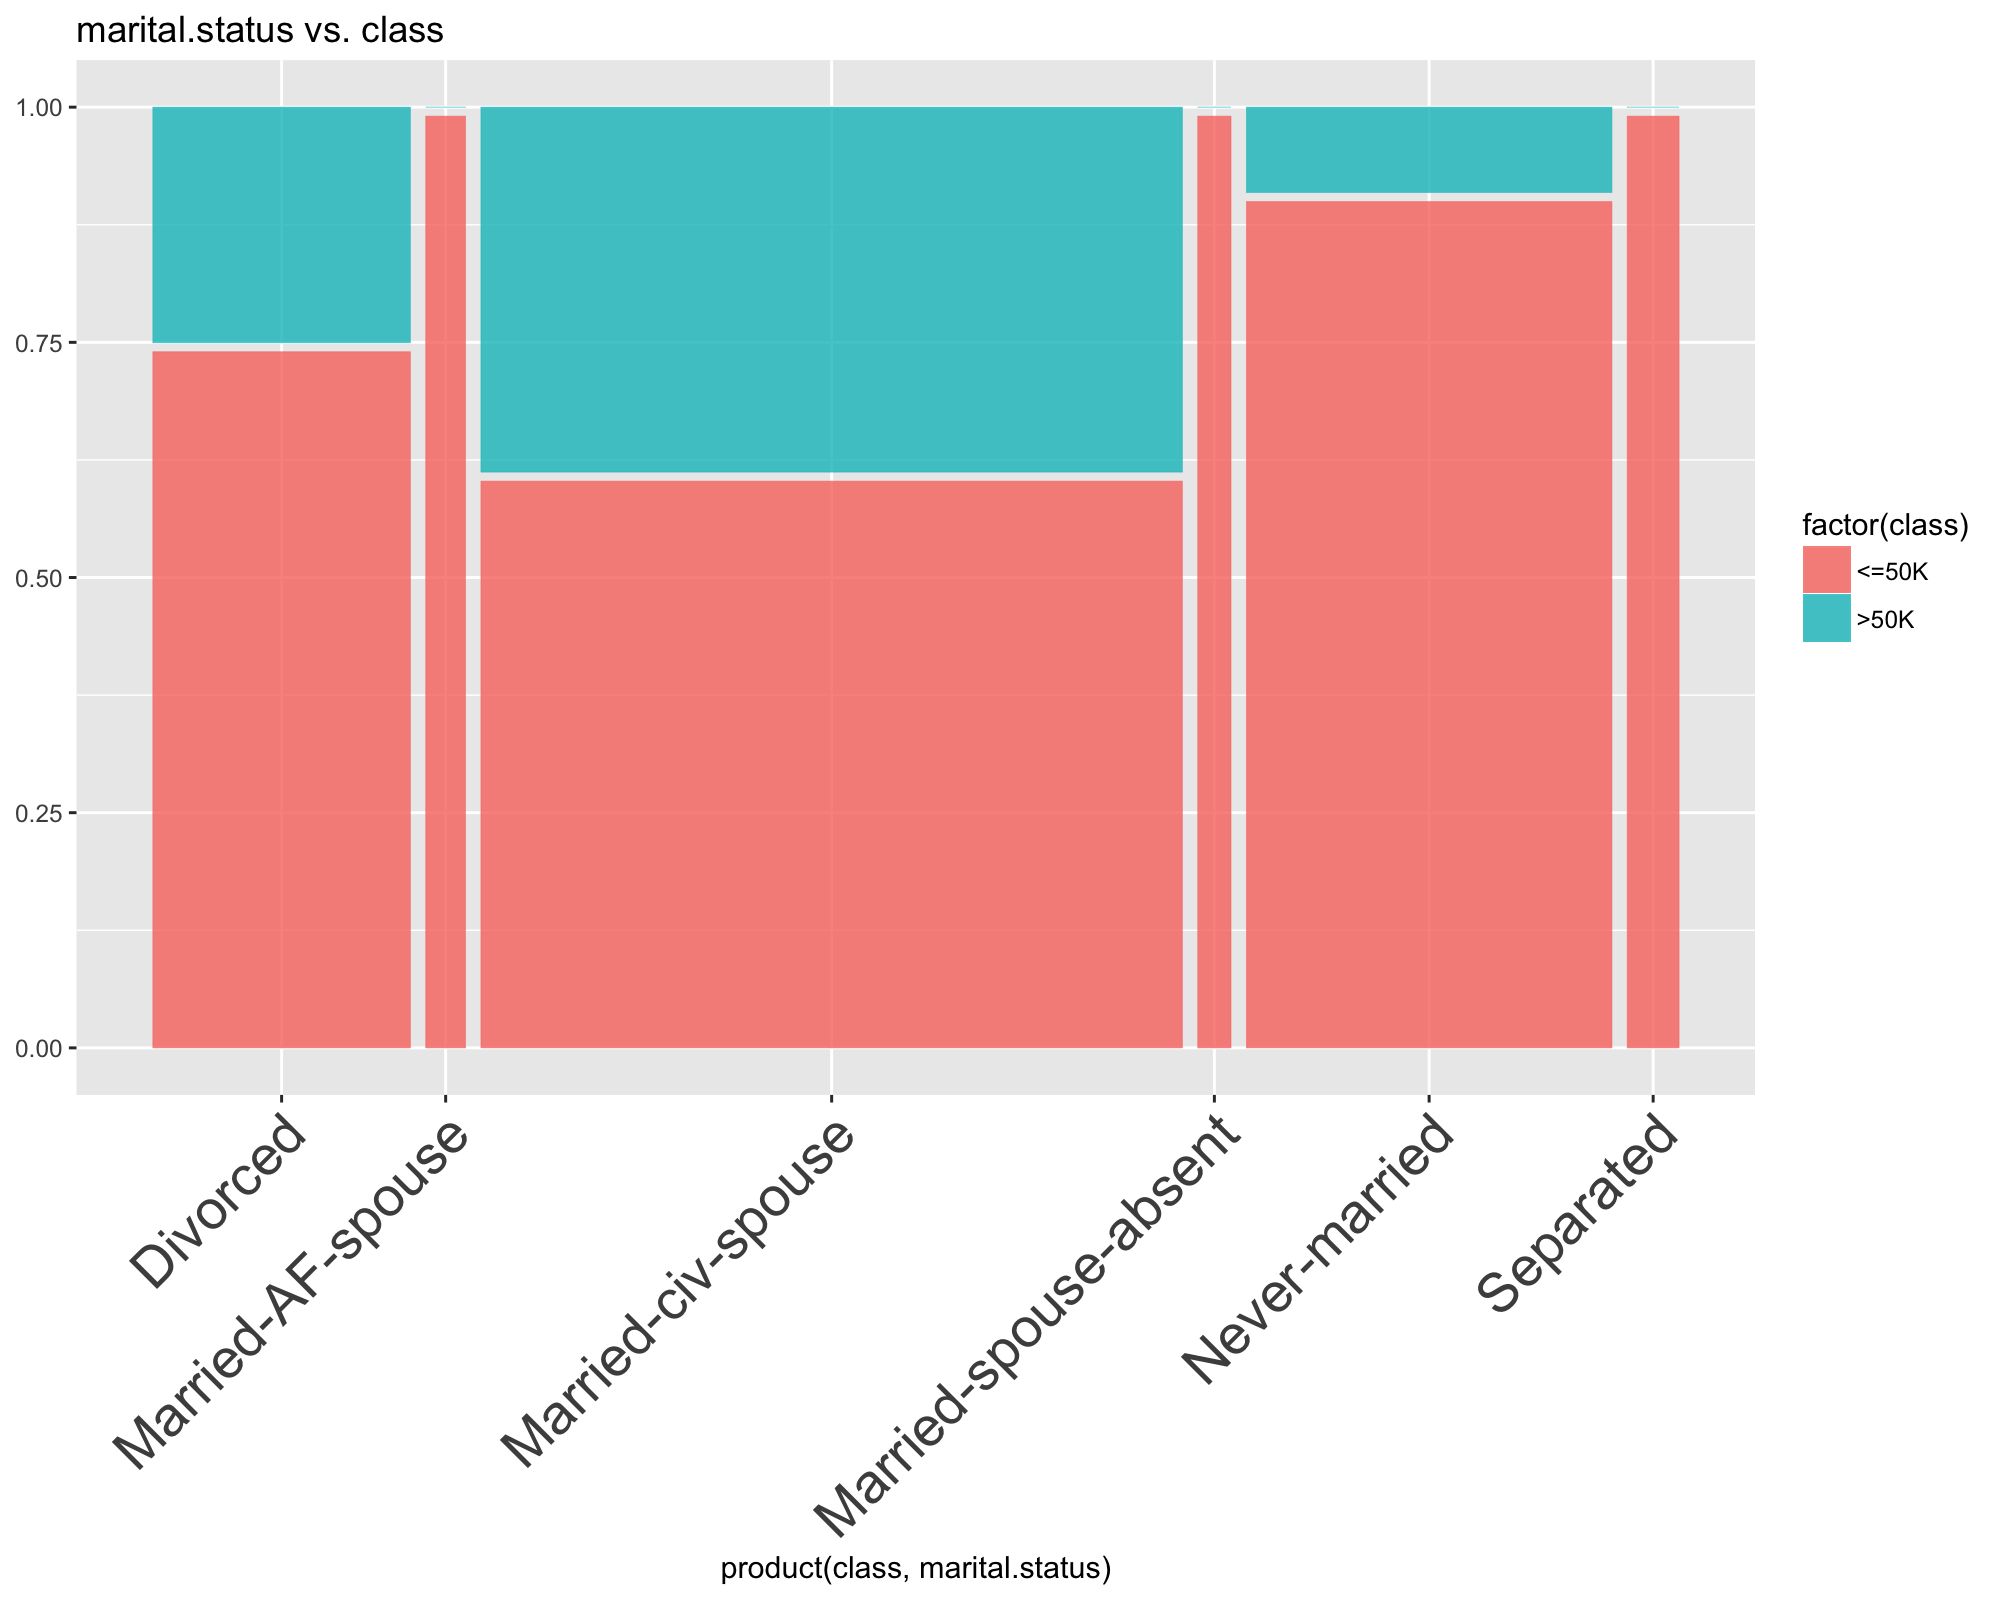 marital.status vs. class
1.00
0.75
0.50
0.25
0.00
factor(class)
<=50K
>50K
Divorced
Married-AF-spouse
Married-civ-spouse
Married-spouse-absent
Never-married
Separated
product(class, marital.status)